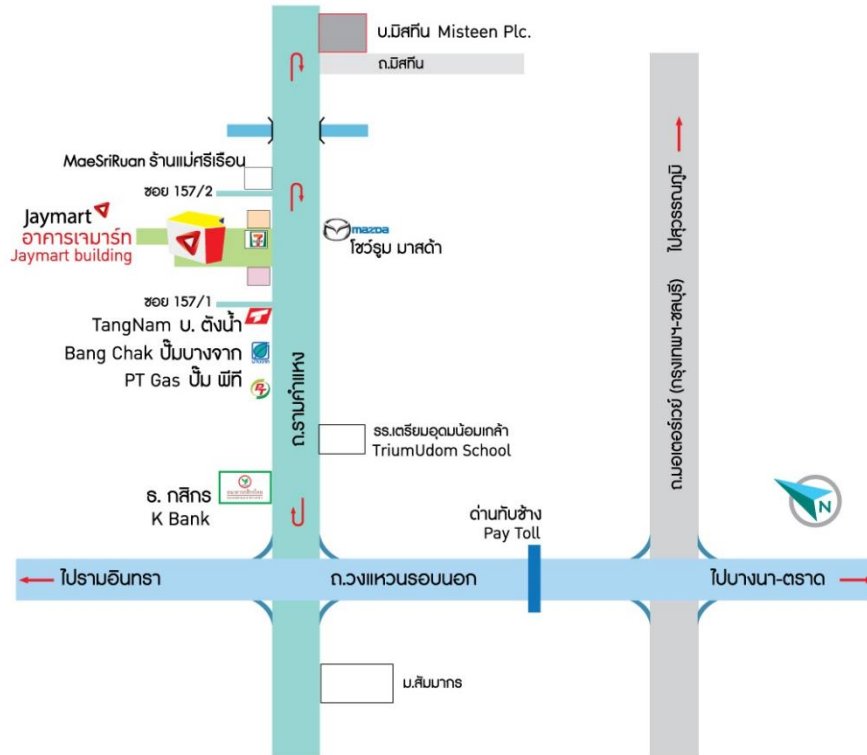 บ.มิสทีน Misteen Plc.
ถ.มิสทีน
MaeSriRuan ร้านแม่ศรีเรือน
ซอย 157/2
Jaymart
อาคารเจมาร์ท
Jaymart building
7
mazda
โชว์รูม มาสด้า
ซอย 157/1
TangNam บ. ตังน้ำ
Bang Chak ปั๊มบางจาก
PT Gas ปั๊ม พีที
PT
ถ.รามคำแหง
ถนอเตอร์เวย์ (กรุงเทพฯ-ชลบุรี)
ไปสุวรรณภูมิ
รร.เตรียมอุดมน้อมเกล้า
TriumUdom School
ธ. กสิกร
K Bank
ด่านทับช้าง
Pay Toll
N
ไปรามอินทรา
ถ.วงแหวนรอบนอก
ไปบางนา-ตราด
ม.สัมมากร